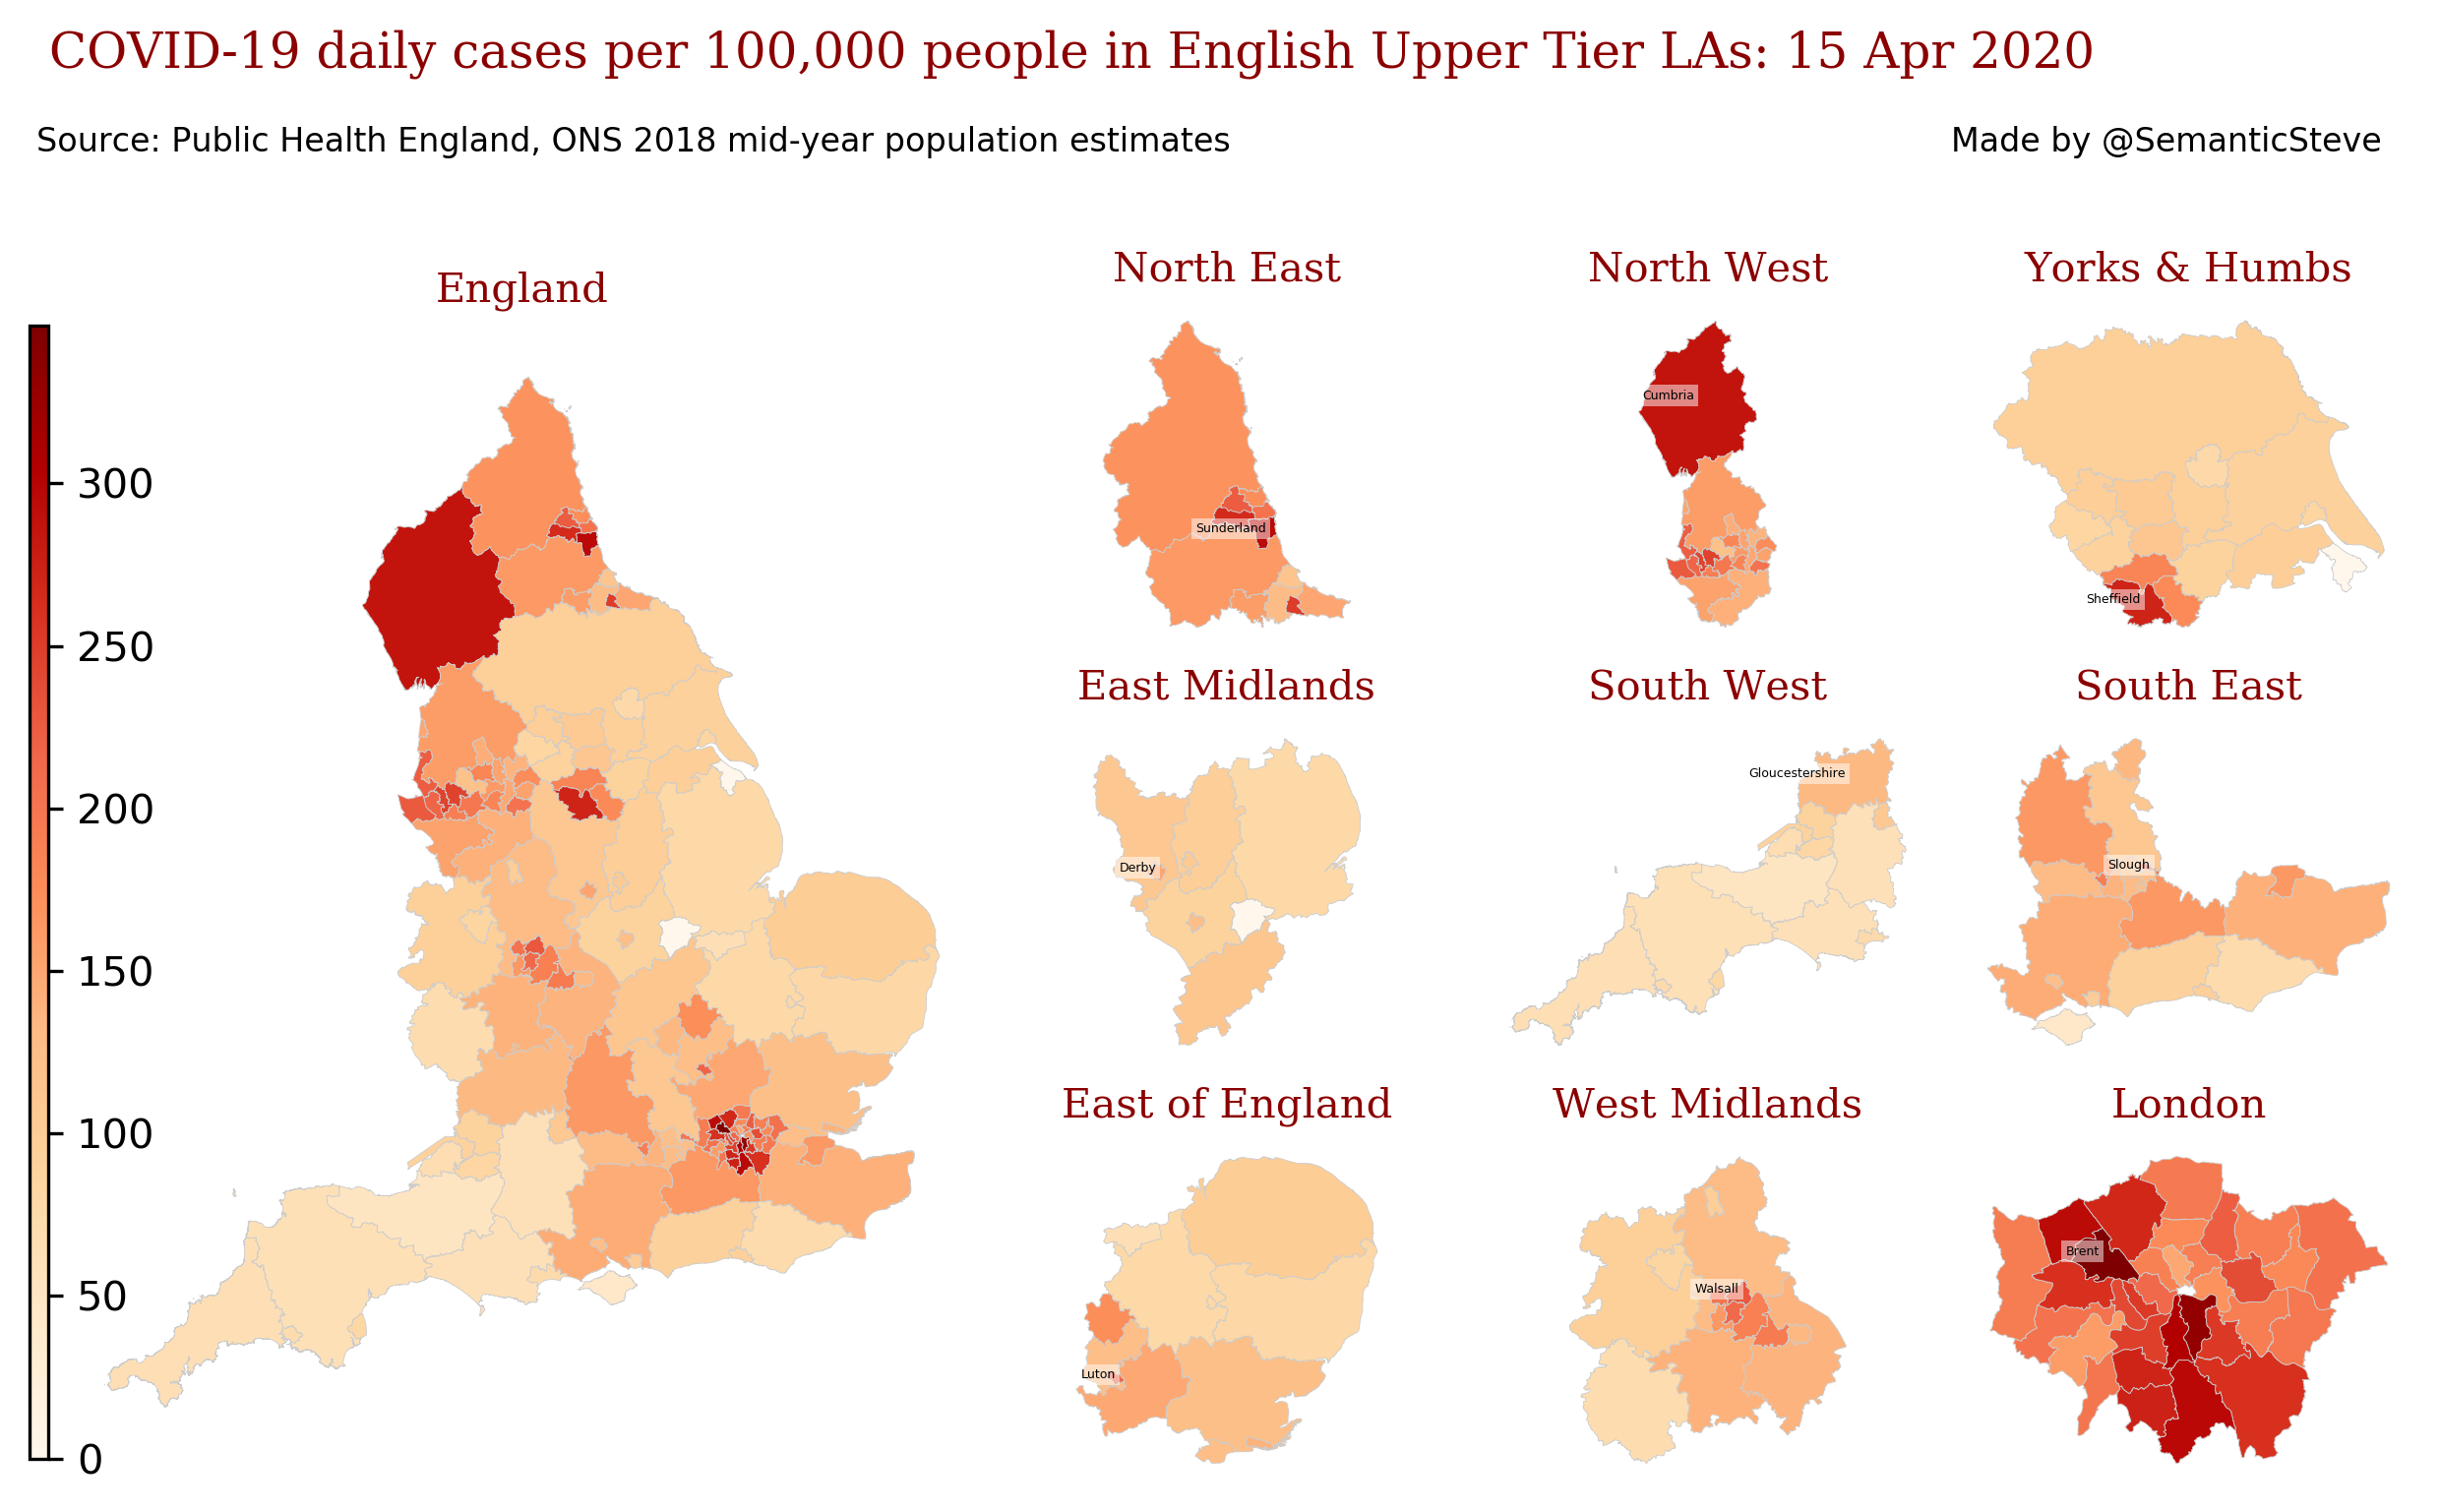 COVID-19 daily cases per 100,000 people in English Upper Tier LAs: 15 Apr 2020
Source: Public Health England, ONS 2018 mid-year population estimates
Made by @SemanticSteve
England
300
250
200
150
100
50
0
North East
Sunderland
North West
Cumbria
Yorks & Humbs
Sheffield
East Midlands
Derby
South West
Gloucestershire
South East
Slough
East of England
Luton
West Midlands
Walsall
London
Brent